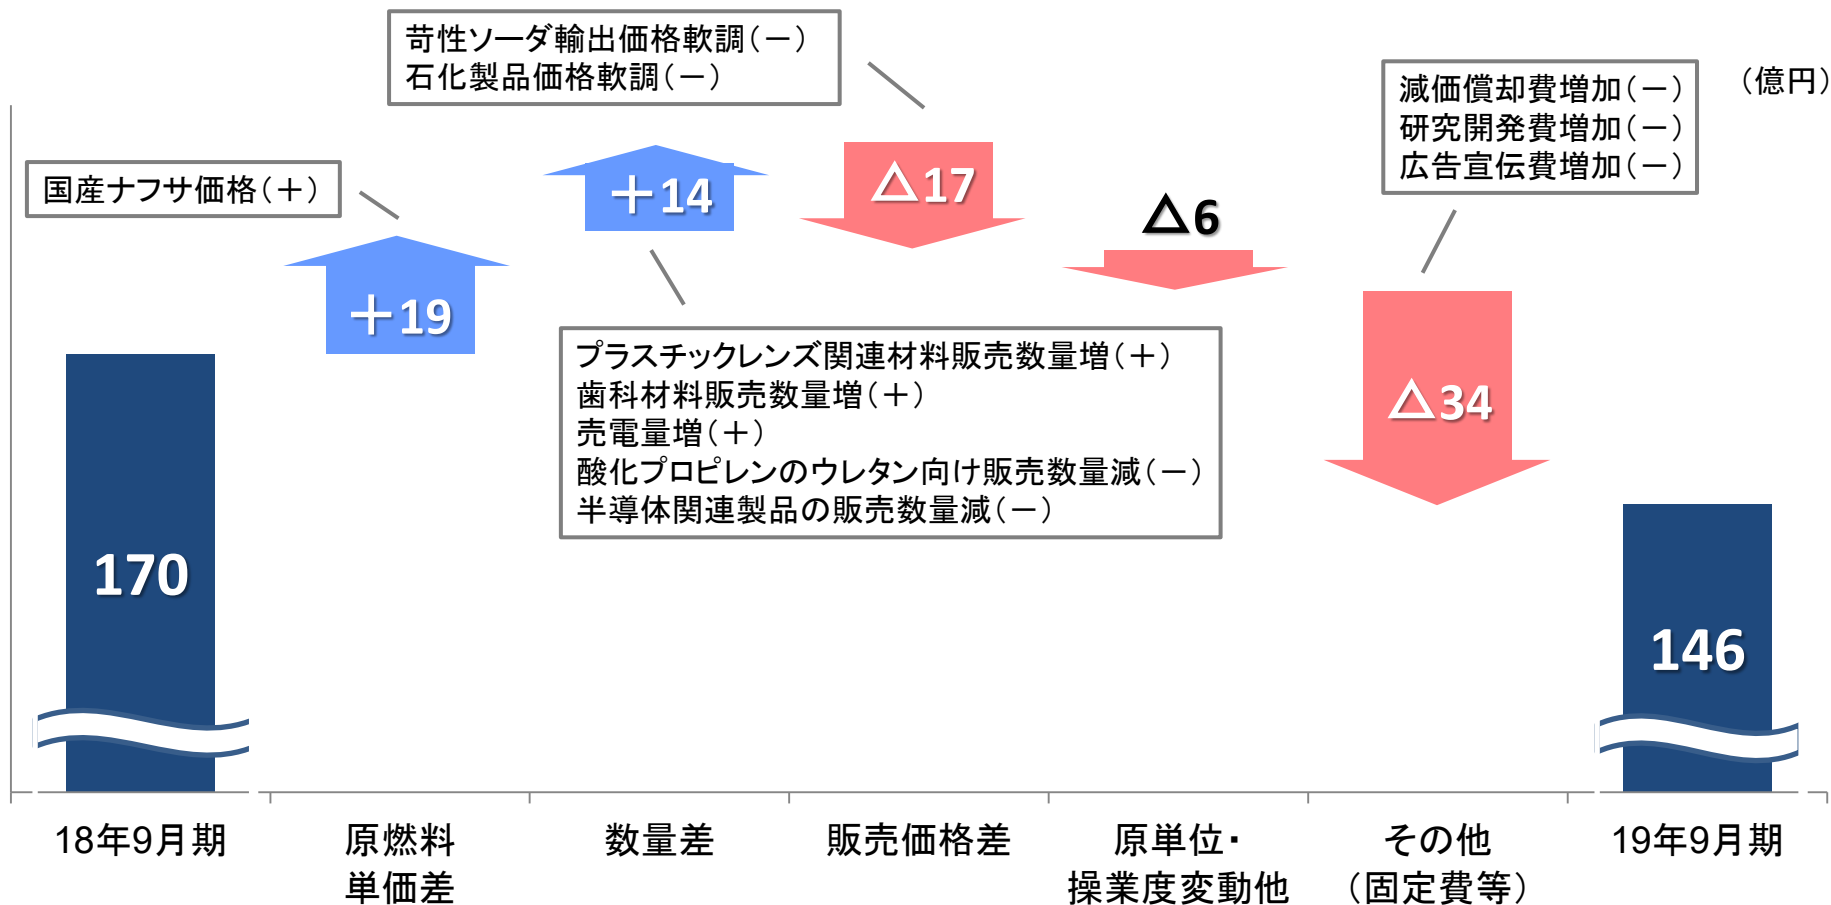 苛性ソーダ輸出価格軟調（－）
石化製品価格軟調（－）
（億円）
減価償却費増加（－）
研究開発費増加（－）
広告宣伝費増加（－）
国産ナフサ価格（＋）
＋19
＋14
△17
△6
△34
プラスチックレンズ関連材料販売数量増（＋）
歯科材料販売数量増（＋）
売電量増（＋）
酸化プロピレンのウレタン向け販売数量減（－）
半導体関連製品の販売数量減（－）
170
146
18年9月期
原燃料
単価差
数量差
販売価格差
原単位・
操業度変動他
その他
（固定費等）
19年9月期